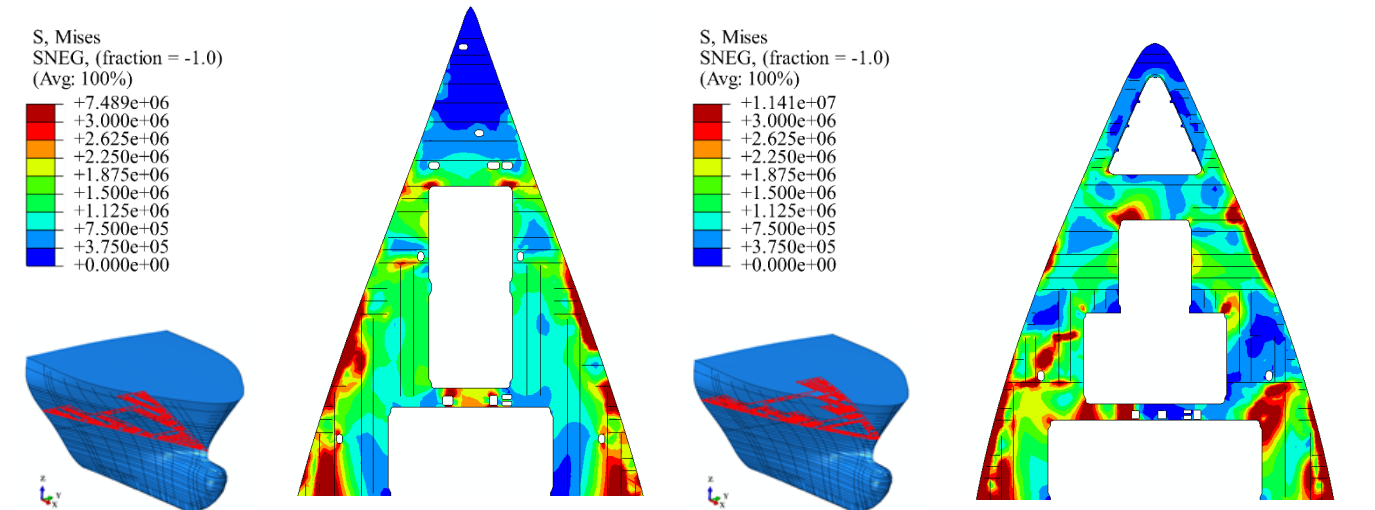 S, Mises
SNEG, (fraction = -1.0)
(Avg: 100%)
+7.489e+06
+3.000e+06
+2.625e+06
+2.250e+06
+1.875e+06
+1.500e+06
+1.125e+06
+7.500e+05
+3.750e+05
+0.000e+00
Z
Y
X
S, Mises
SNEG, (fraction = -1.0)
(Avg: 100%)
+1.141e+07
+3.000e+06
+2.625e+06
+2.250e+06
+1.875e+06
+1.500e+06
+1.125e+06
+7.500e+05
+3.750e+05
+0.000e+00
Z
Y
X